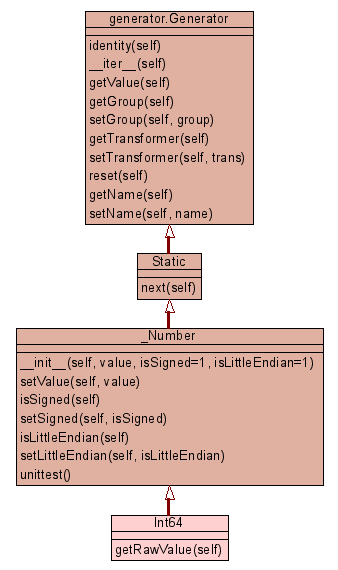 generator.Generator
identity(self)
__iter__(self)
getValue(self)
getGroup(self)
setGroup(self, group)
getTransformer(self)
setTransformer(self, trans)
reset(self)
getName(self)
setName(self, name)
Static
next(self)
_Number
__init__(self, value, isSigned=1, isLittleEndian=1)
setValue(self, value)
isSigned(self)
setSigned(self, isSigned)
isLittleEndian(self)
setLittleEndian(self, isLittleEndian)
unittest()
Int64
getRawValue(self)